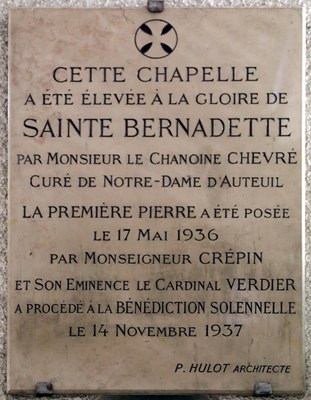 CETTE CHAPELLE
A ÉTÉ ÉLEVÉE À LA GLOIRE DE
SAINTE BERNADETTE
PAR MONSIEUR LE CHANOINE CHEVRÉ
CURÉ DE NOTRE-DAME D'AUTEUIL
LA PREMIÈRE PIERRE A ÉTÉ POSÉE
LE 17 MAI 1936
PAR MONSEIGNEUR CRÉPIN
ET SON EMINENCE LE CARDINAL VERDIER
A PROCÉDÉ À LA BÉNÉDICTION SOLENNELLE
LE 14 NOVEMBRE 1937
P. HULOT ARCHITECTE